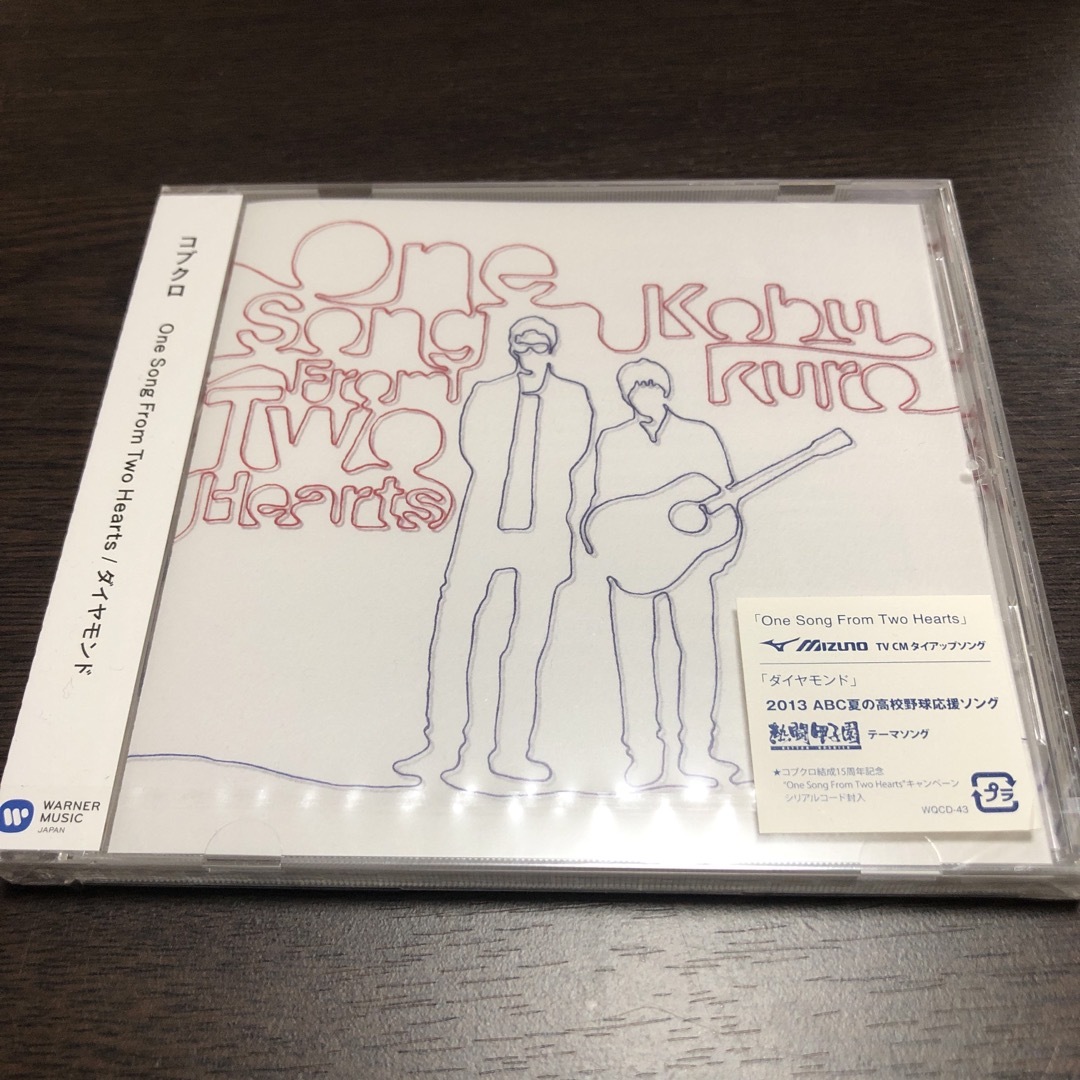 コブクロ One Song From Two Hearts / ダイヤモンド
WARNER
MUSIC
JAPAN
One
Song
From
Two
Hearts
Kobu
kuro
「One Song From Two Hearts」
MIZUNO TV CM タイアップソング
「ダイヤモンド」
2013 ABC夏の高校野球応援ソング
熱闘甲子園 テーマソング
★コブクロ結成15周年記念
"One Song From Two Hearts"キャンペーン
シリアルコード封入
プラ
WQCD-43